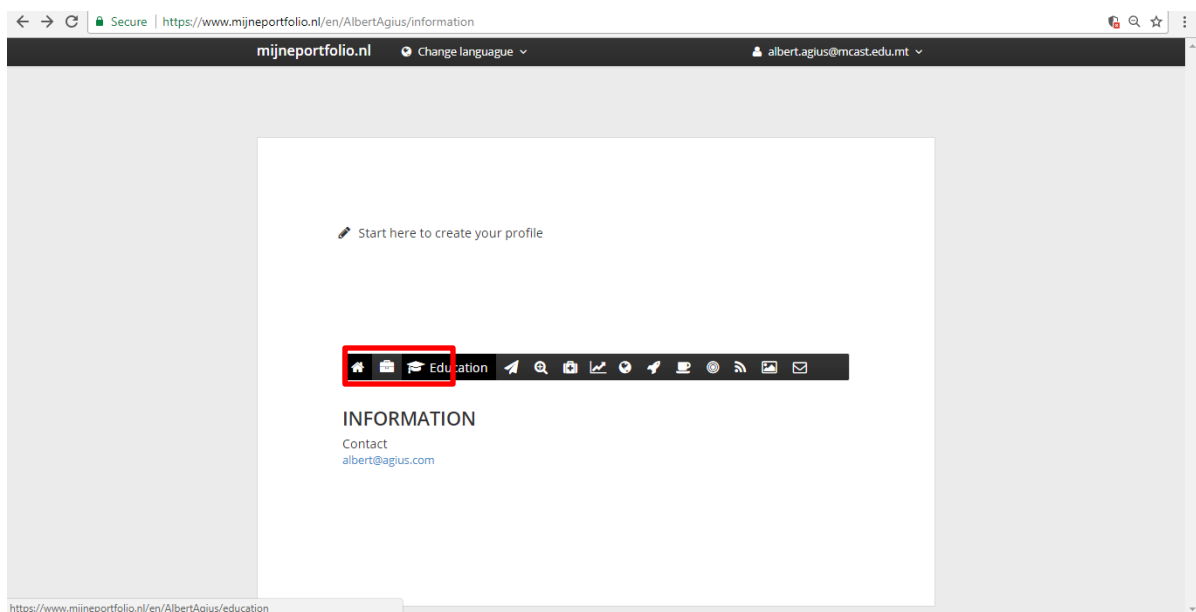 Secure | https://www.mijneportfolio.nl/en/AlbertAgius/information
mijneportfolio.nl Change languague albert.agius@mcast.edu.mt
Start here to create your profile
Education
INFORMATION
Contact
albert@agius.com
https://www.mijneportfolio.nl/en/AlbertAgius/education